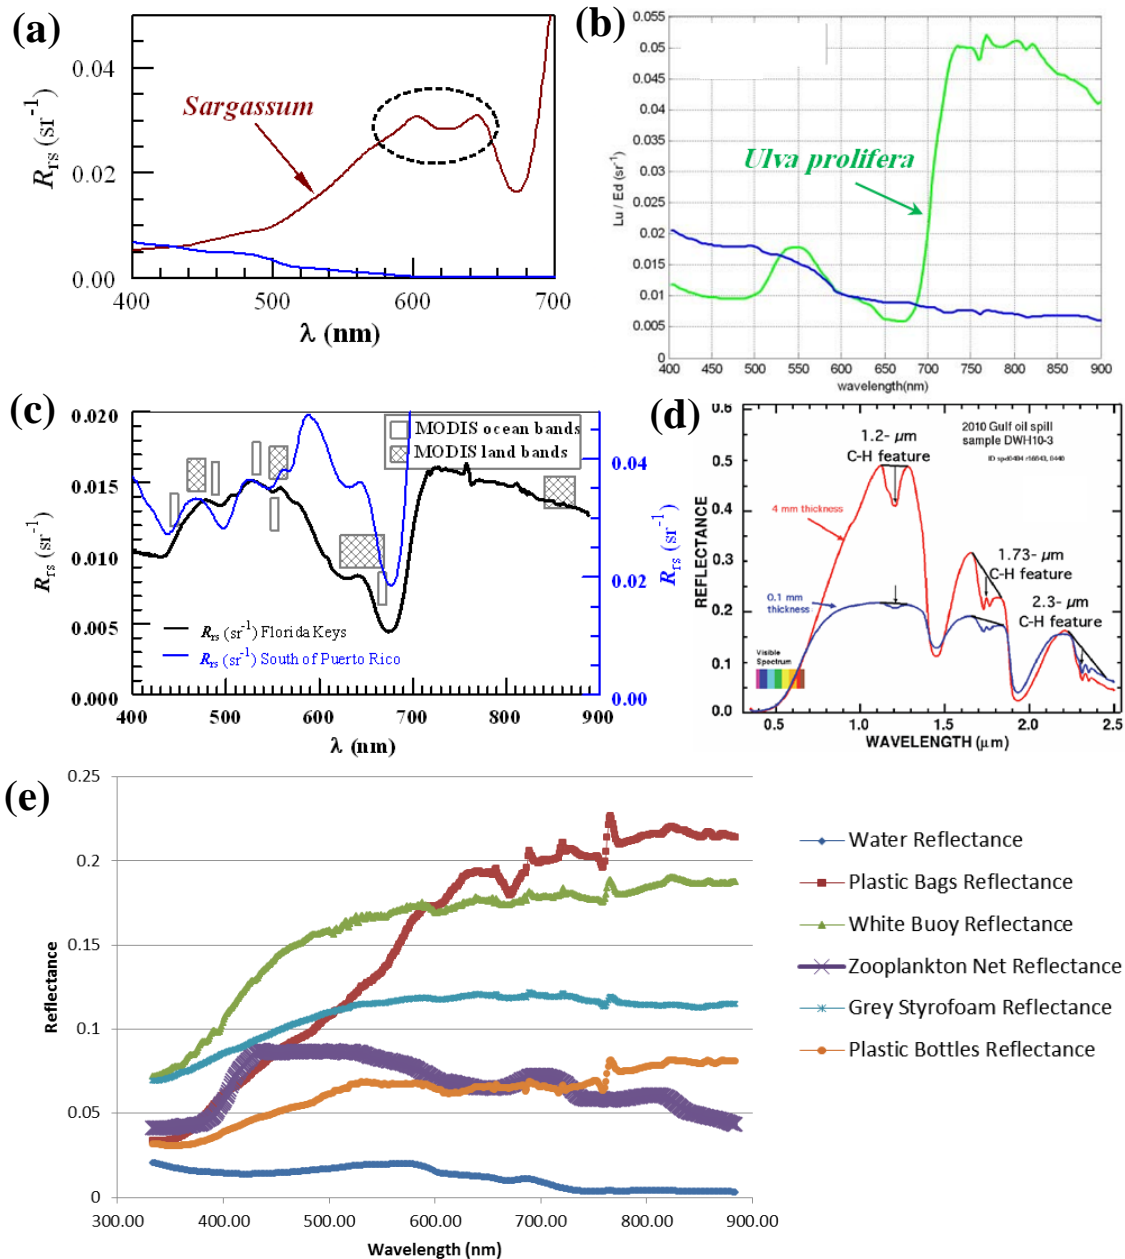 (a)
0.04
0.02
0.00
R_rs (sr^-1)
Sargassum
400
500
600
700
λ (nm)
(b)
0.055
0.05
0.045
0.04
0.035
0.03
0.025
0.02
0.015
0.01
0.005
0
Lu / Ed (sr^-1)
Ulva prolifera
400
450
500
550
600
650
700
750
800
850
900
wavelength(nm)
(c)
0.020
0.015
0.010
0.005
0.000
R_rs (sr^-1)
MODIS ocean bands
MODIS land bands
R_rs (sr^-1) Florida Keys
R_rs (sr^-1) South of Puerto Rico
0.04
0.02
0.00
R_rs (sr^-1)
400
500
600
700
800
900
λ (nm)
(d)
0.6
0.5
0.4
0.3
0.2
0.1
0.0
REFLECTANCE
2010 Gulf oil spill
sample DWH10-3
1.2- μm
C-H feature
4 mm thickness
1.73- μm
C-H feature
0.1 mm
thickness
2.3- μm
C-H feature
Visible
Spectrum
0.5
1.0
1.5
2.0
2.5
WAVELENGTH (μm)
(e)
0.25
0.2
0.15
0.1
0.05
0
Reflectance
300.00
400.00
500.00
600.00
700.00
800.00
900.00
Wavelength (nm)
Water Reflectance
Plastic Bags Reflectance
White Buoy Reflectance
Zooplankton Net Reflectance
Grey Styrofoam Reflectance
Plastic Bottles Reflectance